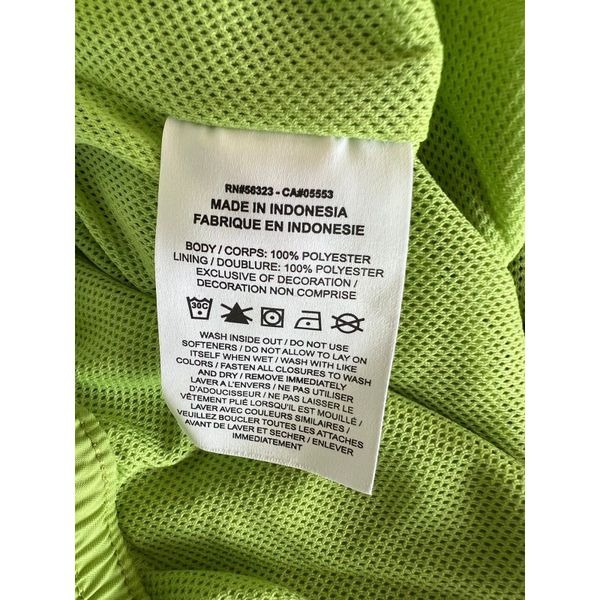 RN#56323 - CA#05553
MADE IN INDONESIA
FABRIQUE EN INDONESIE
BODY / CORPS: 100% POLYESTER
LINING / DOUBLURE: 100% POLYESTER
EXCLUSIVE OF DECORATION /
DECORATION NON COMPRISE
30C
WASH INSIDE OUT / DO NOT USE
SOFTENERS / DO NOT ALLOW TO LAY ON
ITSELF WHEN WET / WASH WITH LIKE
COLORS / FASTEN ALL CLOSURES TO WASH
AND DRY / REMOVE IMMEDIATELY
LAVER A L'ENVERS / NE PAS UTILISER
D'ADOUCISSEUR / NE PAS LAISSER LE
VÊTEMENT PLIÉ LORSQU'IL EST MOUILLÉ /
LAVER AVEC COULEURS SIMILAIRES /
VEUILLEZ BOUCLER TOUTES LES ATTACHES
AVANT DE LAVER ET SECHER / ENLEVER
IMMÉDIATEMENT